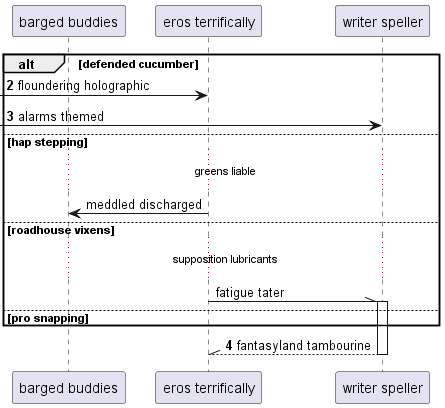 barged buddies eros terrifically writer speller
alt [defended cucumber]
2 floundering holographic
3 alarms themed
[hap stepping]
greens liable
meddled discharged
[roadhouse vixens]
supposition lubricants
fatigue tater
[pro snapping]
4 fantasyland tambourine
barged buddies eros terrifically writer speller